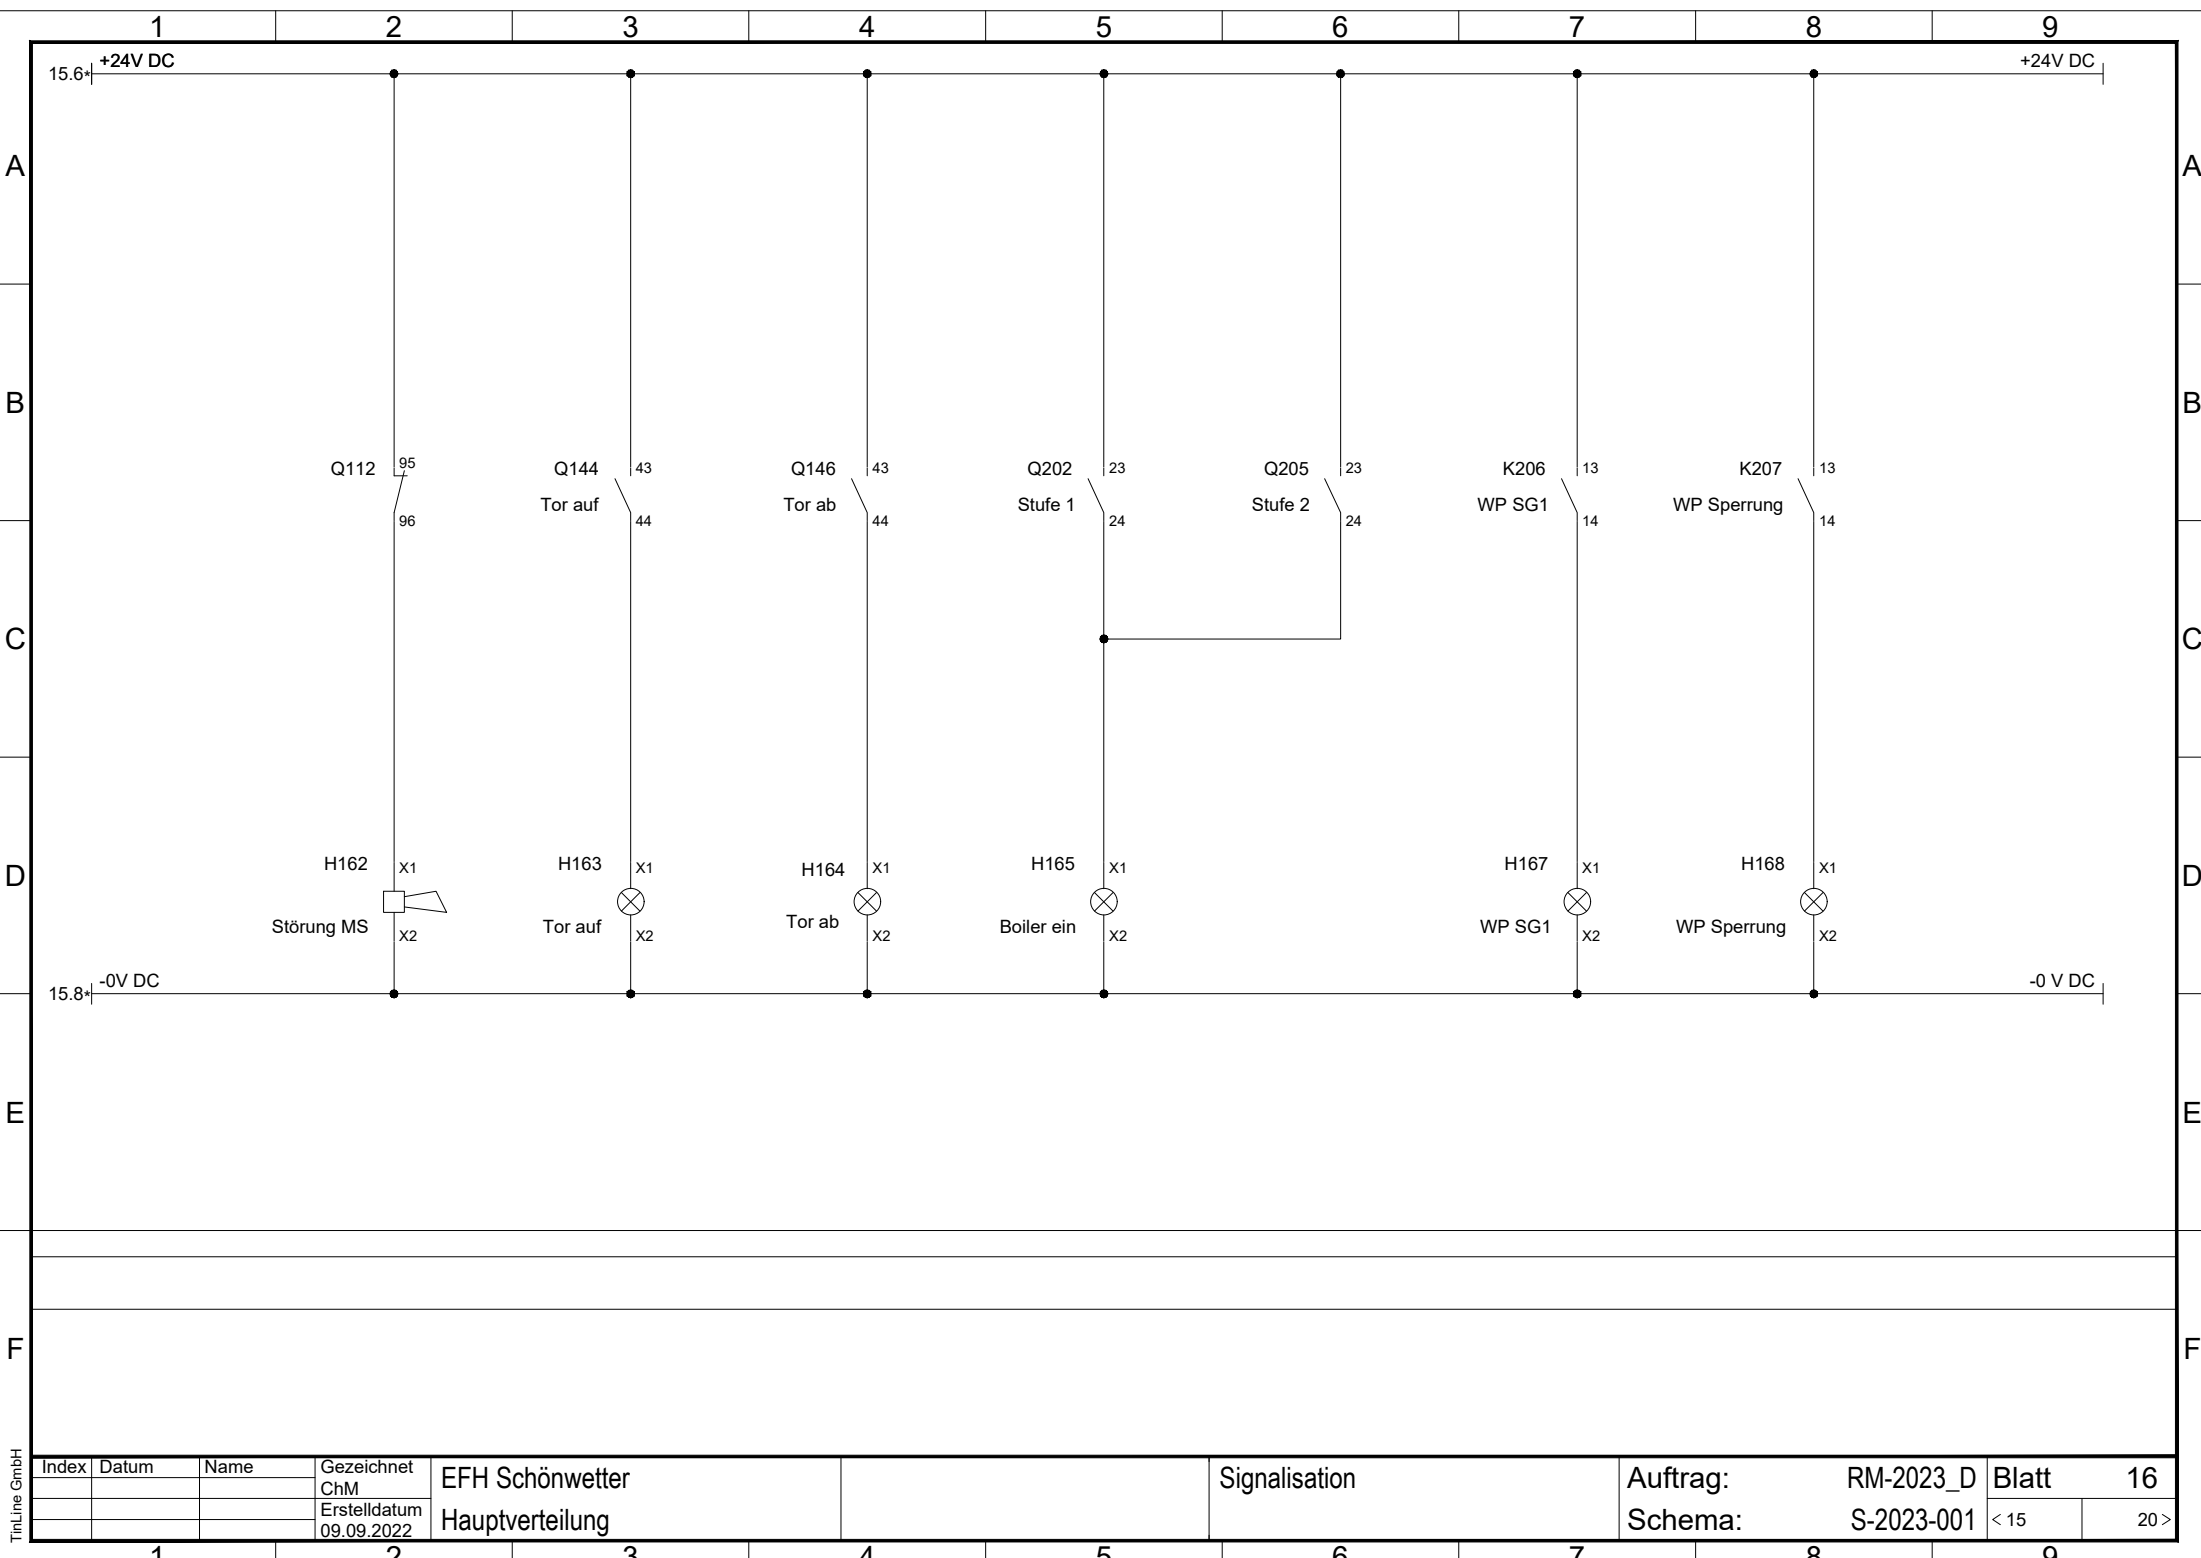 1 2 3 4 5 6 7 8 9
15.6* +24V DC +24V DC
A A
B B
Q112 95 Q144 43 Q146 43 Q202 23 Q205 23 K206 13 K207 13
Tor auf Tor ab Stufe 1 Stufe 2 WP SG1 WP Sperrung
96 44 44 24 24 14 14
C C
H162 X1 H163 X1 H164 X1 H165 X1 H167 X1 H168 X1
D D
Störung MS X2 Tor auf X2 Tor ab X2 Boiler ein X2 WP SG1 X2 WP Sperrung X2
15.8* -0V DC -0 V DC
E E
F F
TinLine GmbH
Index Datum Name Gezeichnet EFH Schönwetter Signalisation Auftrag: RM-2023_D Blatt 16
ChM
Erstelldatum Hauptverteilung Schema: S-2023-001 < 15 20 >
09.09.2022
1 2 3 4 5 6 7 8 9